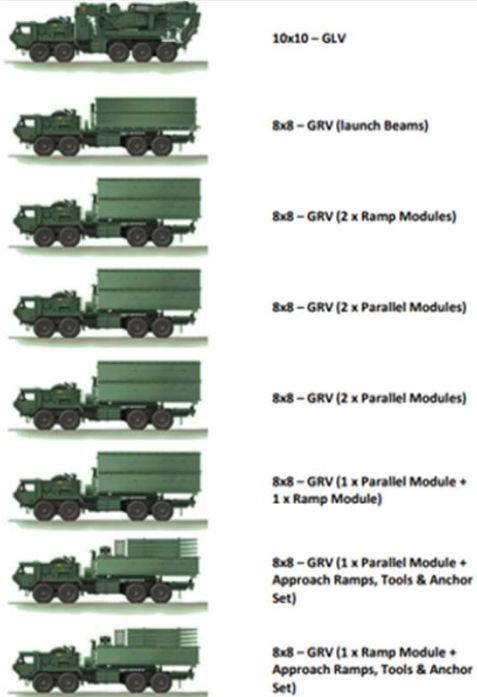 10x10 – GLV
8x8 – GRV (launch Beams)
8x8 – GRV (2 x Ramp Modules)
8x8 – GRV (2 x Parallel Modules)
8x8 – GRV (2 x Parallel Modules)
8x8 – GRV (1 x Parallel Module +
1 x Ramp Module)
8x8 – GRV (1 x Parallel Module +
Approach Ramps, Tools & Anchor
Set)
8x8 – GRV (1 x Ramp Module +
Approach Ramps, Tools & Anchor
Set)